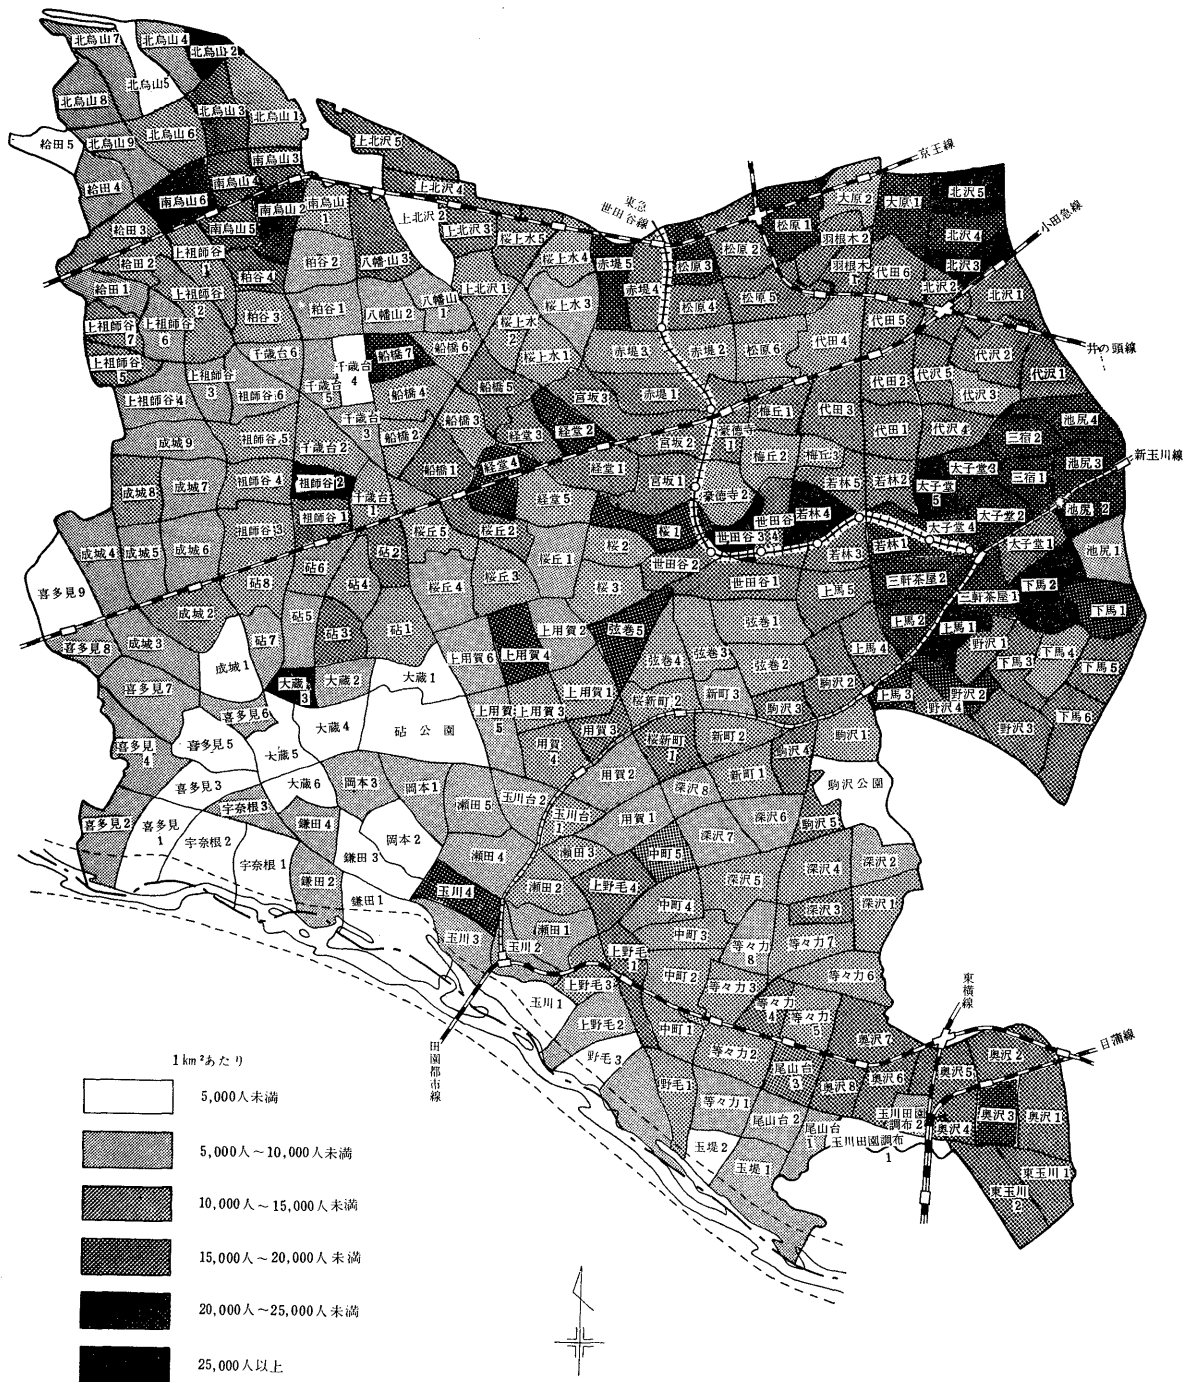 北烏山7
北烏山4
北烏山2
北烏山5
北烏山8
北烏山3
北烏山1
北烏山6
北烏山9
給田5
南烏山3
南烏山4
給田4
南烏山6
南烏山2
南烏山1
南烏山5
給田3
給田2
給田1
上祖師谷1
上祖師谷2
粕谷4
粕谷3
粕谷2
粕谷1
上祖師谷7
上祖師谷6
上祖師谷5
上祖師谷4
上祖師谷3
上北沢5
上北沢4
上北沢2
上北沢3
上北沢1
八幡山3
八幡山1
八幡山2
桜上水5
桜上水4
桜上水3
桜上水2
桜上水1
東急世田谷線
京王線
小田急線
井の頭線
新玉川線
赤堤5
赤堤4
赤堤3
赤堤2
赤堤1
松原3
松原2
松原1
松原4
松原5
松原6
大原2
大原1
羽根木2
羽根木1
北沢5
北沢4
北沢3
北沢2
北沢1
代田6
代田5
代田4
代田2
代田3
代田1
代沢2
代沢1
代沢5
代沢3
代沢4
池尻4
池尻3
池尻2
池尻1
三宿2
三宿1
千歳台6
千歳台4
千歳台5
千歳台3
千歳台2
千歳台1
船橋7
船橋6
船橋5
船橋4
船橋3
船橋2
船橋1
祖師谷6
祖師谷5
祖師谷4
祖師谷3
祖師谷2
祖師谷1
宮坂3
宮坂2
宮坂1
経堂3
経堂2
経堂4
経堂1
経堂5
豪徳寺1
豪徳寺2
梅丘1
梅丘2
梅丘3
若林5
若林2
若林4
若林3
若林1
太子堂3
太子堂5
太子堂2
太子堂4
太子堂1
成城9
成城8
成城7
成城6
成城5
成城4
成城2
成城3
成城1
喜多見9
喜多見8
喜多見7
喜多見6
喜多見5
喜多見4
喜多見3
喜多見2
喜多見1
砧2
砧6
砧8
砧4
砧5
砧7
砧3
砧1
桜丘5
桜丘2
桜丘1
桜丘3
桜丘4
桜1
桜2
桜3
世田谷3
世田谷4
世田谷2
世田谷1
三軒茶屋2
三軒茶屋1
上馬5
上馬2
上馬1
上馬4
上馬3
下馬2
下馬1
下馬3
下馬4
下馬5
下馬6
野沢1
野沢2
野沢4
野沢3
上用賀2
上用賀4
上用賀6
上用賀1
上用賀3
上用賀5
弦巻5
弦巻1
弦巻4
弦巻3
弦巻2
駒沢2
駒沢3
駒沢1
駒沢4
駒沢5
駒沢公園
桜新町2
桜新町1
新町3
新町2
新町1
用賀3
用賀4
用賀2
用賀1
大蔵3
大蔵2
大蔵1
大蔵4
大蔵5
大蔵6
砧公園
岡本3
岡本1
岡本2
宇奈根3
宇奈根2
宇奈根1
鎌田4
鎌田3
鎌田2
鎌田1
瀬田5
瀬田4
瀬田3
瀬田2
瀬田1
玉川台2
玉川台1
玉川4
玉川3
玉川2
玉川1
深沢8
深沢7
深沢6
深沢5
深沢4
深沢3
深沢2
深沢1
中町5
中町4
中町3
中町2
中町1
上野毛4
上野毛1
上野毛3
上野毛2
野毛3
野毛1
等々力8
等々力7
等々力6
等々力3
等々力4
等々力5
等々力2
等々力1
尾山台3
尾山台2
尾山台1
玉堤2
玉堤1
奥沢7
奥沢8
奥沢6
奥沢5
奥沢2
奥沢3
奥沢1
奥沢4
玉川田園調布2
玉川田園調布1
東玉川1
東玉川2
東横線
目蒲線
田園都市線
1km²あたり
5,000人未満
5,000人～10,000人未満
10,000人～15,000人未満
15,000人～20,000人未満
20,000人～25,000人未満
25,000人以上